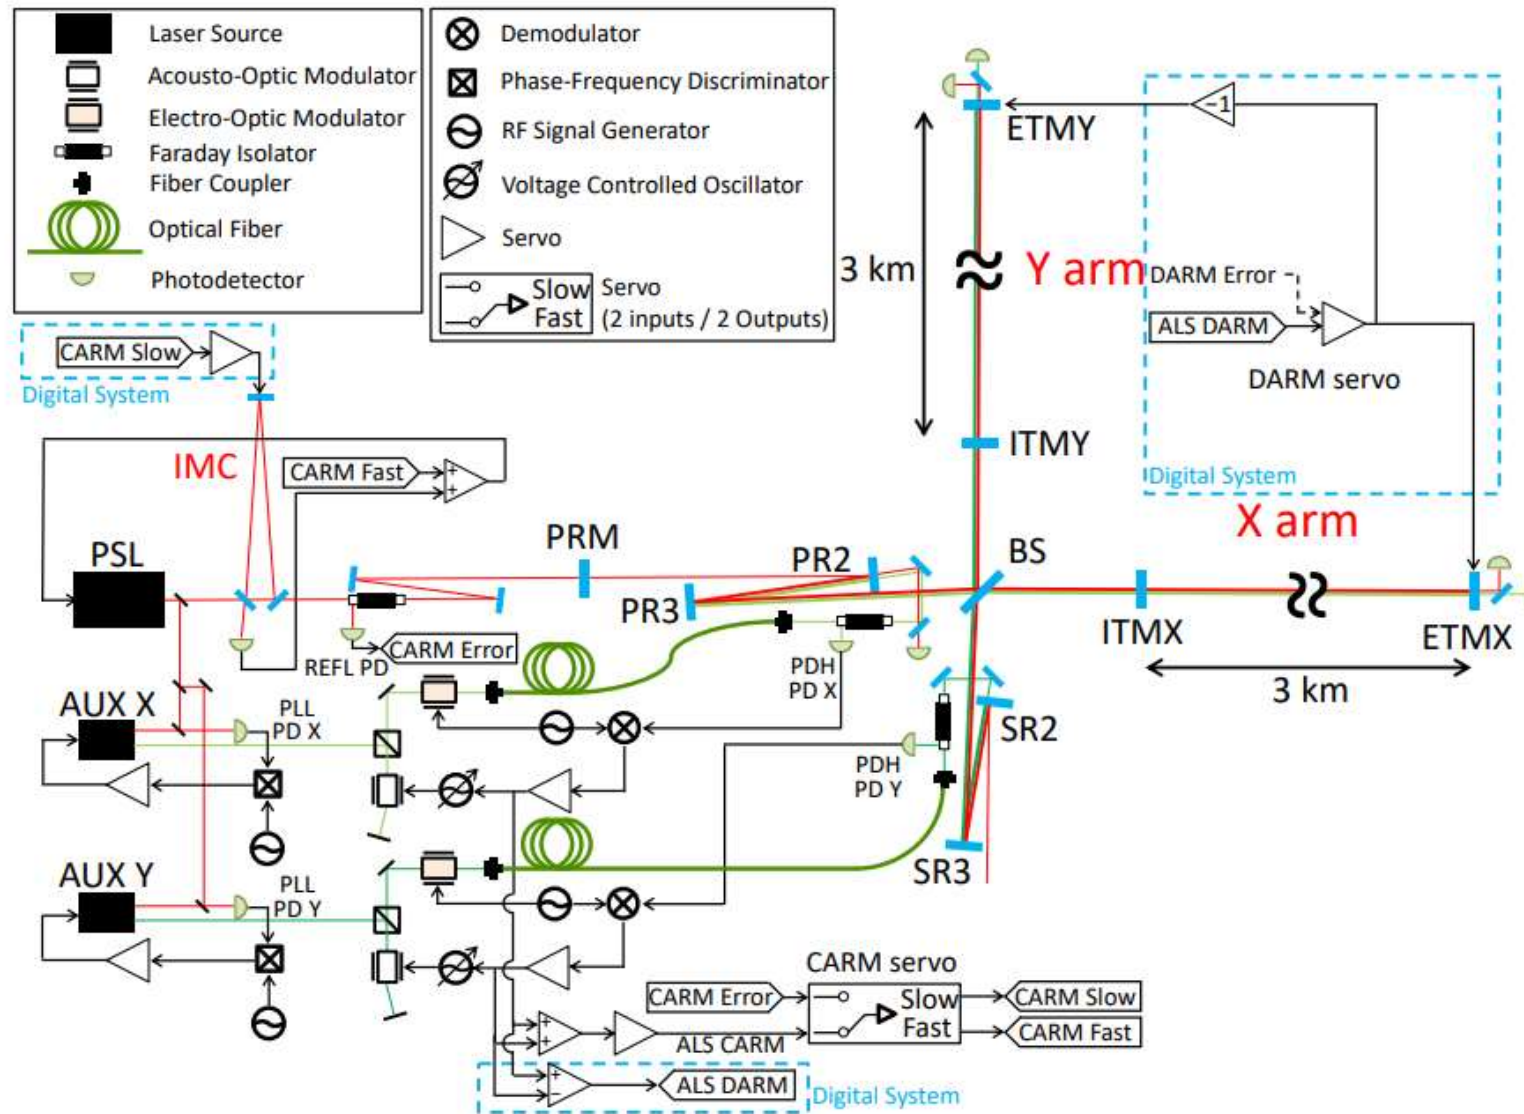 Laser Source
Acousto-Optic Modulator
Electro-Optic Modulator
Faraday Isolator
Fiber Coupler
Optical Fiber
Photodetector
Demodulator
Phase-Frequency Discriminator
RF Signal Generator
Voltage Controlled Oscillator
Servo
Slow
Fast
Servo
(2 inputs / 2 Outputs)
CARM Slow
Digital System
IMC
CARM Fast
+
+
PSL
REFL PD
CARM Error
PRM
PR2
PR3
BS
ETMY
3 km
Y arm
ITMY
−1
DARM Error
ALS DARM
DARM servo
Digital System
X arm
ITMX
ETMX
3 km
PDH
PD X
SR2
PDH
PD Y
SR3
AUX X
PLL
PD X
AUX Y
PLL
PD Y
CARM servo
CARM Error
Slow
Fast
CARM Slow
CARM Fast
+
+
ALS CARM
+
−
ALS DARM
Digital System